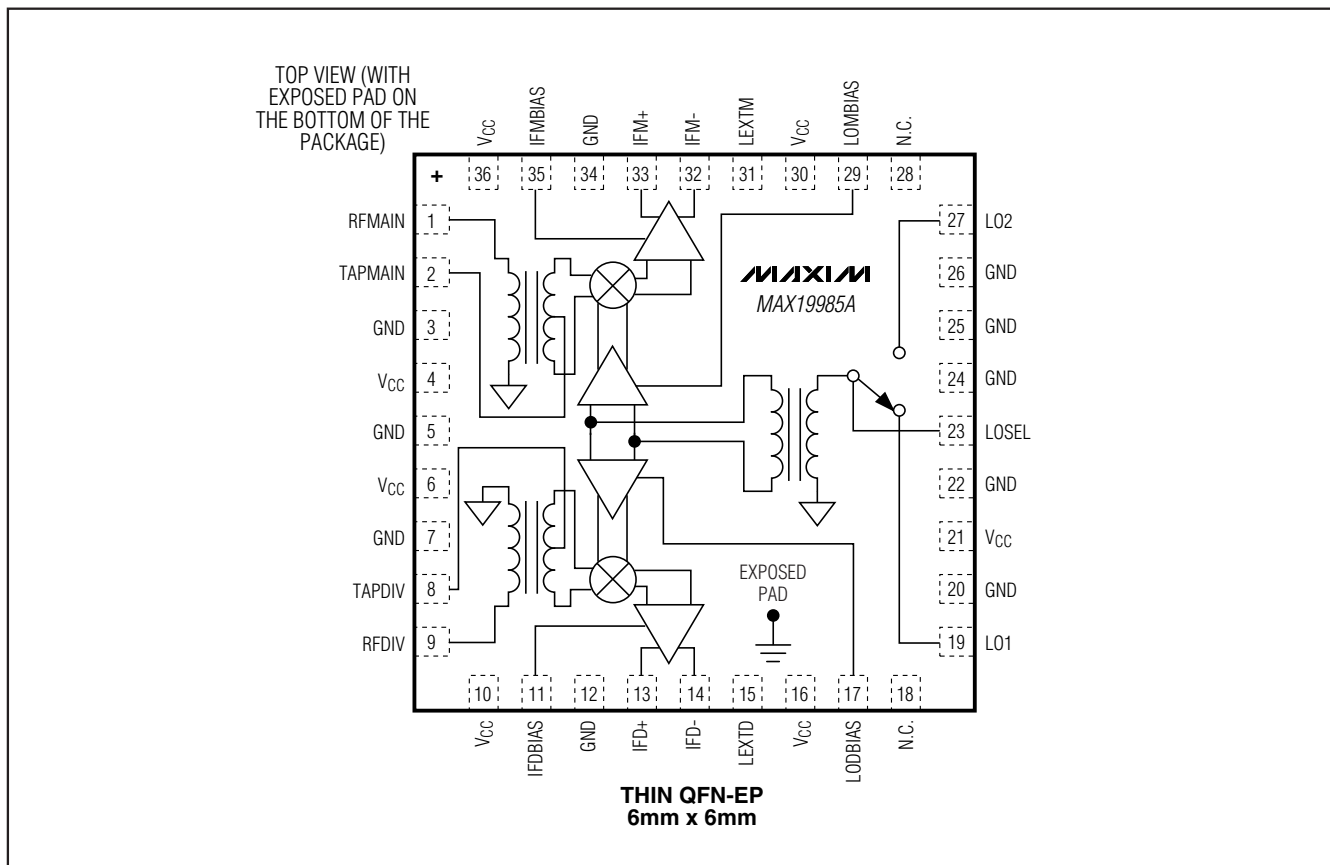 TOP VIEW (WITH
EXPOSED PAD ON
THE BOTTOM OF THE
PACKAGE)
VCC
IFMBIAS
GND
IFM+
IFM-
LEXTM
VCC
LOMBIAS
N.C.
+
36
35
34
33
32
31
30
29
28
RFMAIN 1
TAPMAIN 2
GND 3
VCC 4
GND 5
VCC 6
GND 7
TAPDIV 8
RFDIV 9
MAXIM
MAX19985A
27 LO2
26 GND
25 GND
24 GND
23 LOSEL
22 GND
21 VCC
20 GND
19 LO1
EXPOSED
PAD
10
11
12
13
14
15
16
17
18
VCC
IFDBIAS
GND
IFD+
IFD-
LEXTD
VCC
LODBIAS
N.C.
THIN QFN-EP
6mm x 6mm